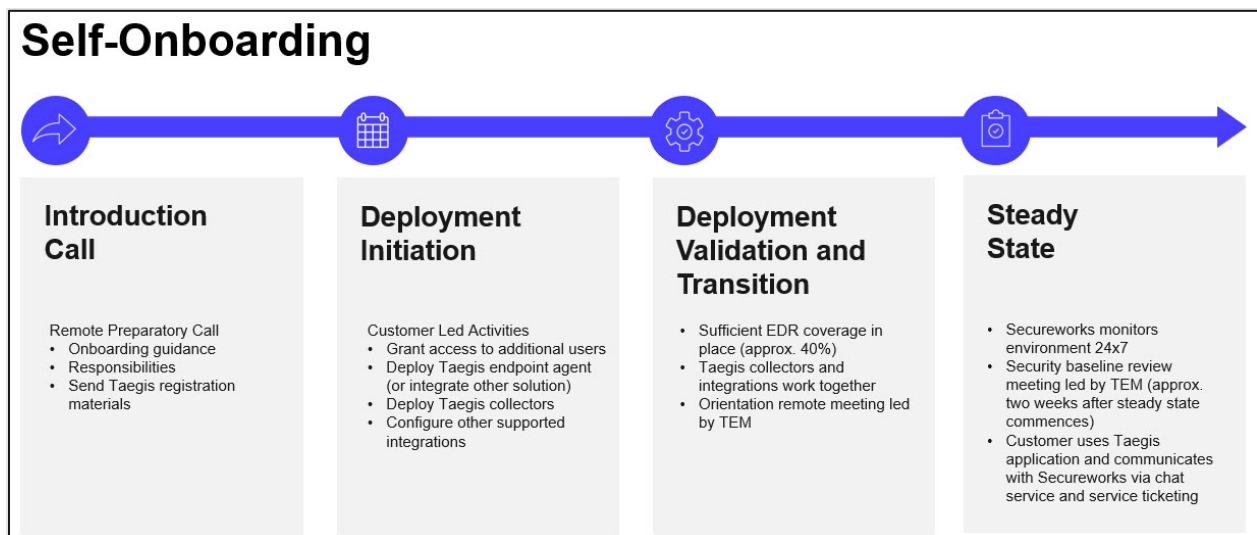 Self-Onboarding
Introduction
Call
Remote Preparatory Call
• Onboarding guidance
• Responsibilities
• Send Taegis registration
materials
Deployment
Initiation
Customer Led Activities
• Grant access to additional users
• Deploy Taegis endpoint agent
(or integrate other solution)
• Deploy Taegis collectors
• Configure other supported
integrations
Deployment
Validation and
Transition
• Sufficient EDR coverage in
place (approx. 40%)
• Taegis collectors and
integrations work together
• Orientation remote meeting led
by TEM
Steady
State
• Secureworks monitors
environment 24x7
• Security baseline review
meeting led by TEM (approx.
two weeks after steady state
commences)
• Customer uses Taegis
application and communicates
with Secureworks via chat
service and service ticketing